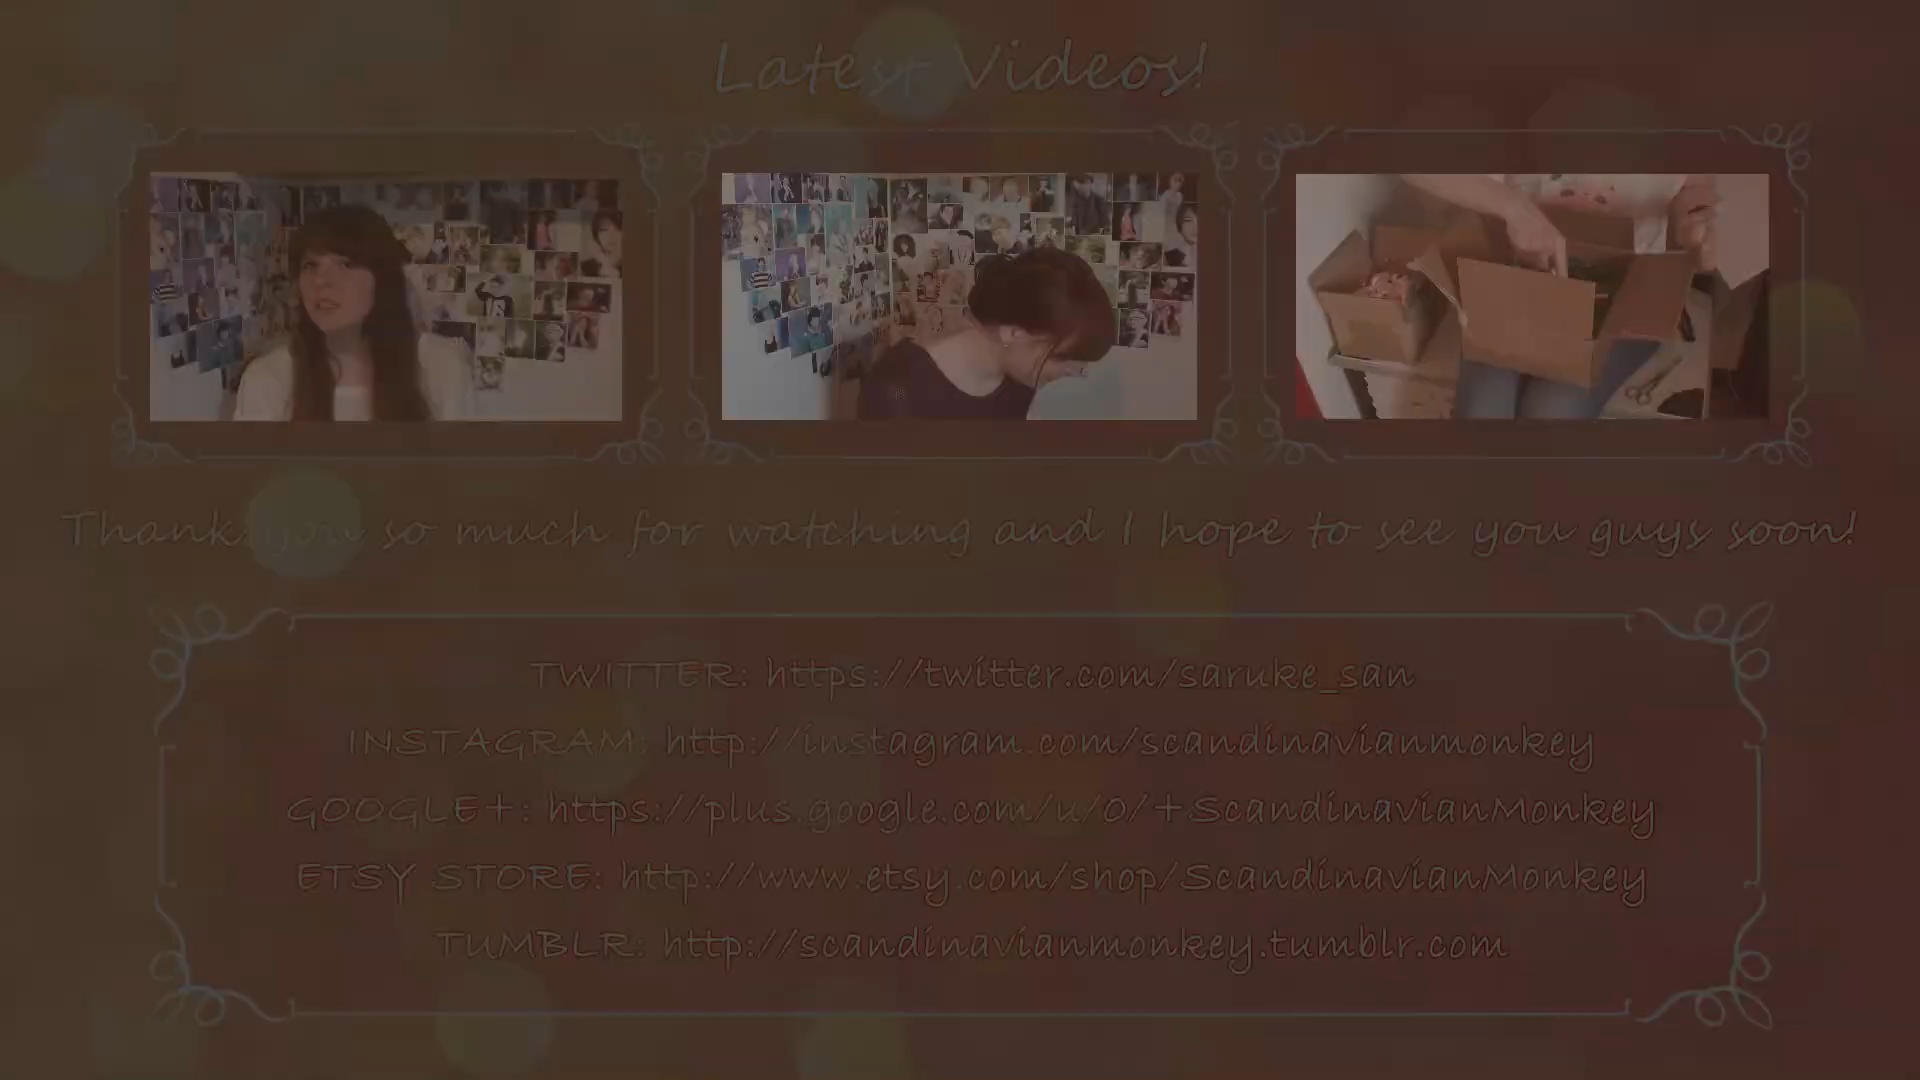 Latest Videos!
Thank you so much for watching and I hope to see you guys soon!
TWITTER: https://twitter.com/saruke_san
INSTAGRAM: http://instagram.com/scandinavianmonkey
GOOGLE+: https://plus.google.com/u/0/+ScandinavianMonkey
ETSY STORE: http://www.etsy.com/shop/ScandinavianMonkey
TUMBLR: http://scandinavianmonkey.tumblr.com